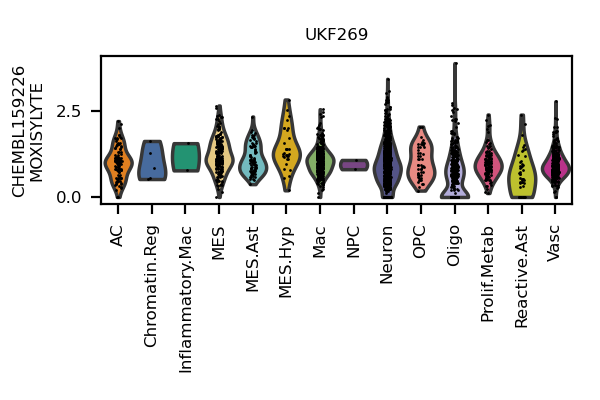 UKF269
CHEMBL159226
MOXISYLYTE
2.5
0.0
AC
Chromatin.Reg
Inflammatory.Mac
MES
MES.Ast
MES.Hyp
Mac
NPC
Neuron
OPC
Oligo
Prolif.Metab
Reactive.Ast
Vasc